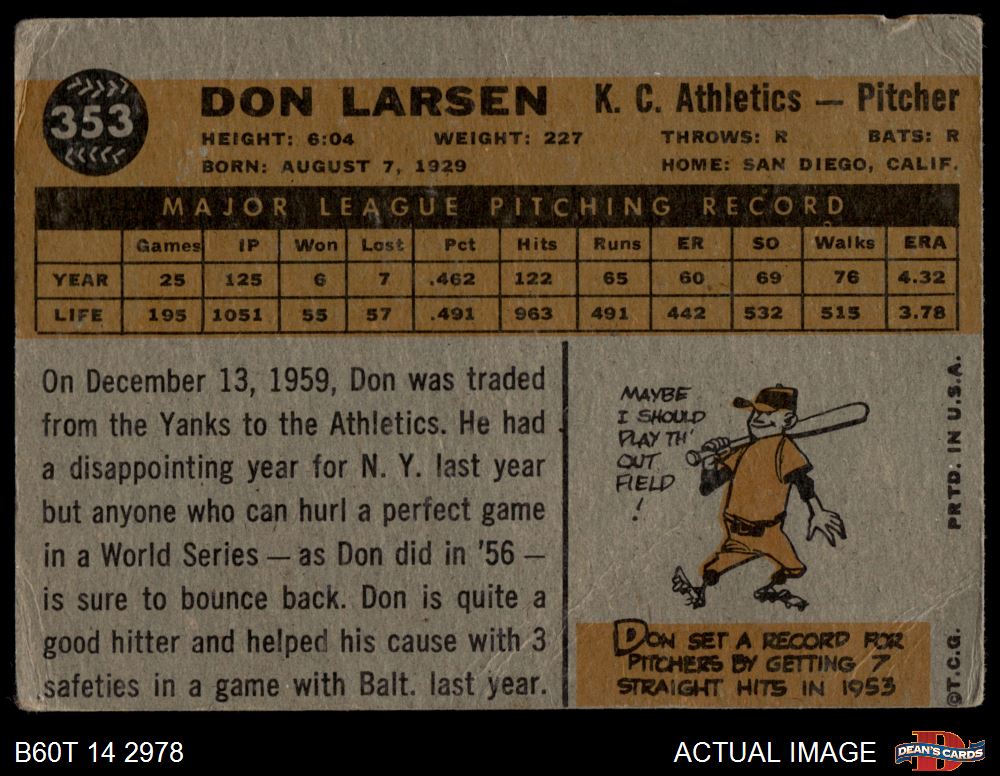 353
DON LARSEN K. C. Athletics — Pitcher
HEIGHT: 6:04 WEIGHT: 227 THROWS: R BATS: R
BORN: AUGUST 7, 1929 HOME: SAN DIEGO, CALIF.
MAJOR LEAGUE PITCHING RECORD
Games IP Won Lost Pct Hits Runs ER SO Walks ERA
YEAR 25 125 6 7 .462 122 65 60 69 76 4.32
LIFE 195 1051 55 57 .491 963 491 442 532 515 3.78
On December 13, 1959, Don was traded
from the Yanks to the Athletics. He had
a disappointing year for N. Y. last year
but anyone who can hurl a perfect game
in a World Series — as Don did in '56 —
is sure to bounce back. Don is quite a
good hitter and helped his cause with 3
safeties in a game with Balt. last year.
MAYBE
I SHOULD
PLAY TH'
OUT
FIELD
!
DON SET A RECORD FOR
PITCHERS BY GETTING 7
STRAIGHT HITS IN 1953
©T.C.G. PRTD. IN U.S.A.
B60T 14 2978
ACTUAL IMAGE
DEAN'S CARDS